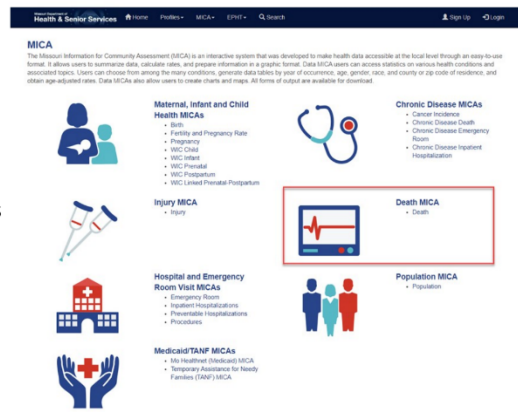 Missouri Department of
Health & Senior Services Home Profiles MICA EPHT Search Sign Up Login
MICA
The Missouri Information for Community Assessment (MICA) is an interactive system that was developed to make health data accessible at the local level through an easy-to-use
format. It allows users to summarize data, calculate rates, and prepare information in a graphic format. Data MICA users can access statistics on various health conditions and
associated topics. Users can choose from among the many conditions, generate data tables by year of occurrence, age, gender, race, and county or zip code of residence, and
obtain age-adjusted rates. Data MICAs also allow users to create charts and maps. All forms of output are available for download.
Maternal, Infant and Child
Health MICAs
• Birth
• Fertility and Pregnancy Rate
• Pregnancy
• WIC Child
• WIC Infant
• WIC Prenatal
• WIC Postpartum
• WIC Linked Prenatal-Postpartum
Chronic Disease MICAs
• Cancer Incidence
• Chronic Disease Death
• Chronic Disease Emergency
Room
• Chronic Disease Inpatient
Hospitalization
s
Injury MICA
• Injury
Death MICA
• Death
Hospital and Emergency
Room Visit MICAs
• Emergency Room
• Inpatient Hospitalizations
• Preventable Hospitalizations
• Procedures
Population MICA
• Population
Medicaid/TANF MICAs
• Mo Healthnet (Medicaid) MICA
• Temporary Assistance for Needy
Families (TANF) MICA